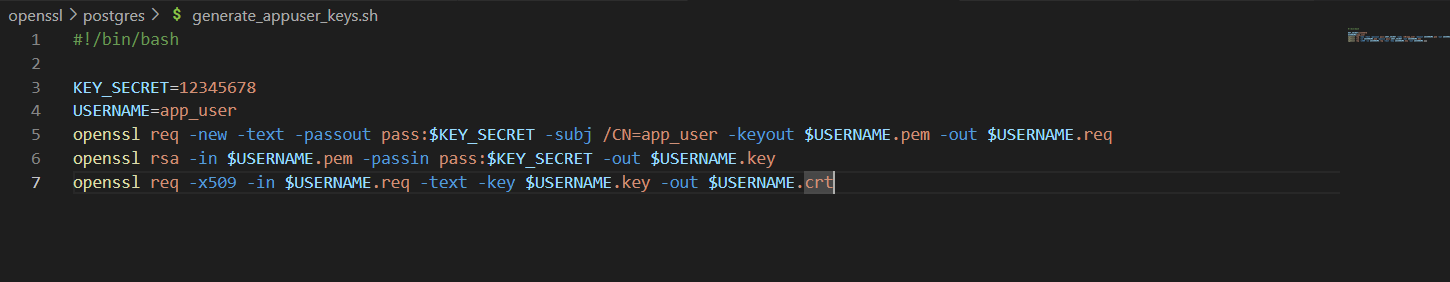 openssl > postgres > $ generate_appuser_keys.sh
1 #!/bin/bash
2
3 KEY_SECRET=12345678
4 USERNAME=app_user
5 openssl req -new -text -passout pass:$KEY_SECRET -subj /CN=app_user -keyout $USERNAME.pem -out $USERNAME.req
6 openssl rsa -in $USERNAME.pem -passin pass:$KEY_SECRET -out $USERNAME.key
7 openssl req -x509 -in $USERNAME.req -text -key $USERNAME.key -out $USERNAME.crt